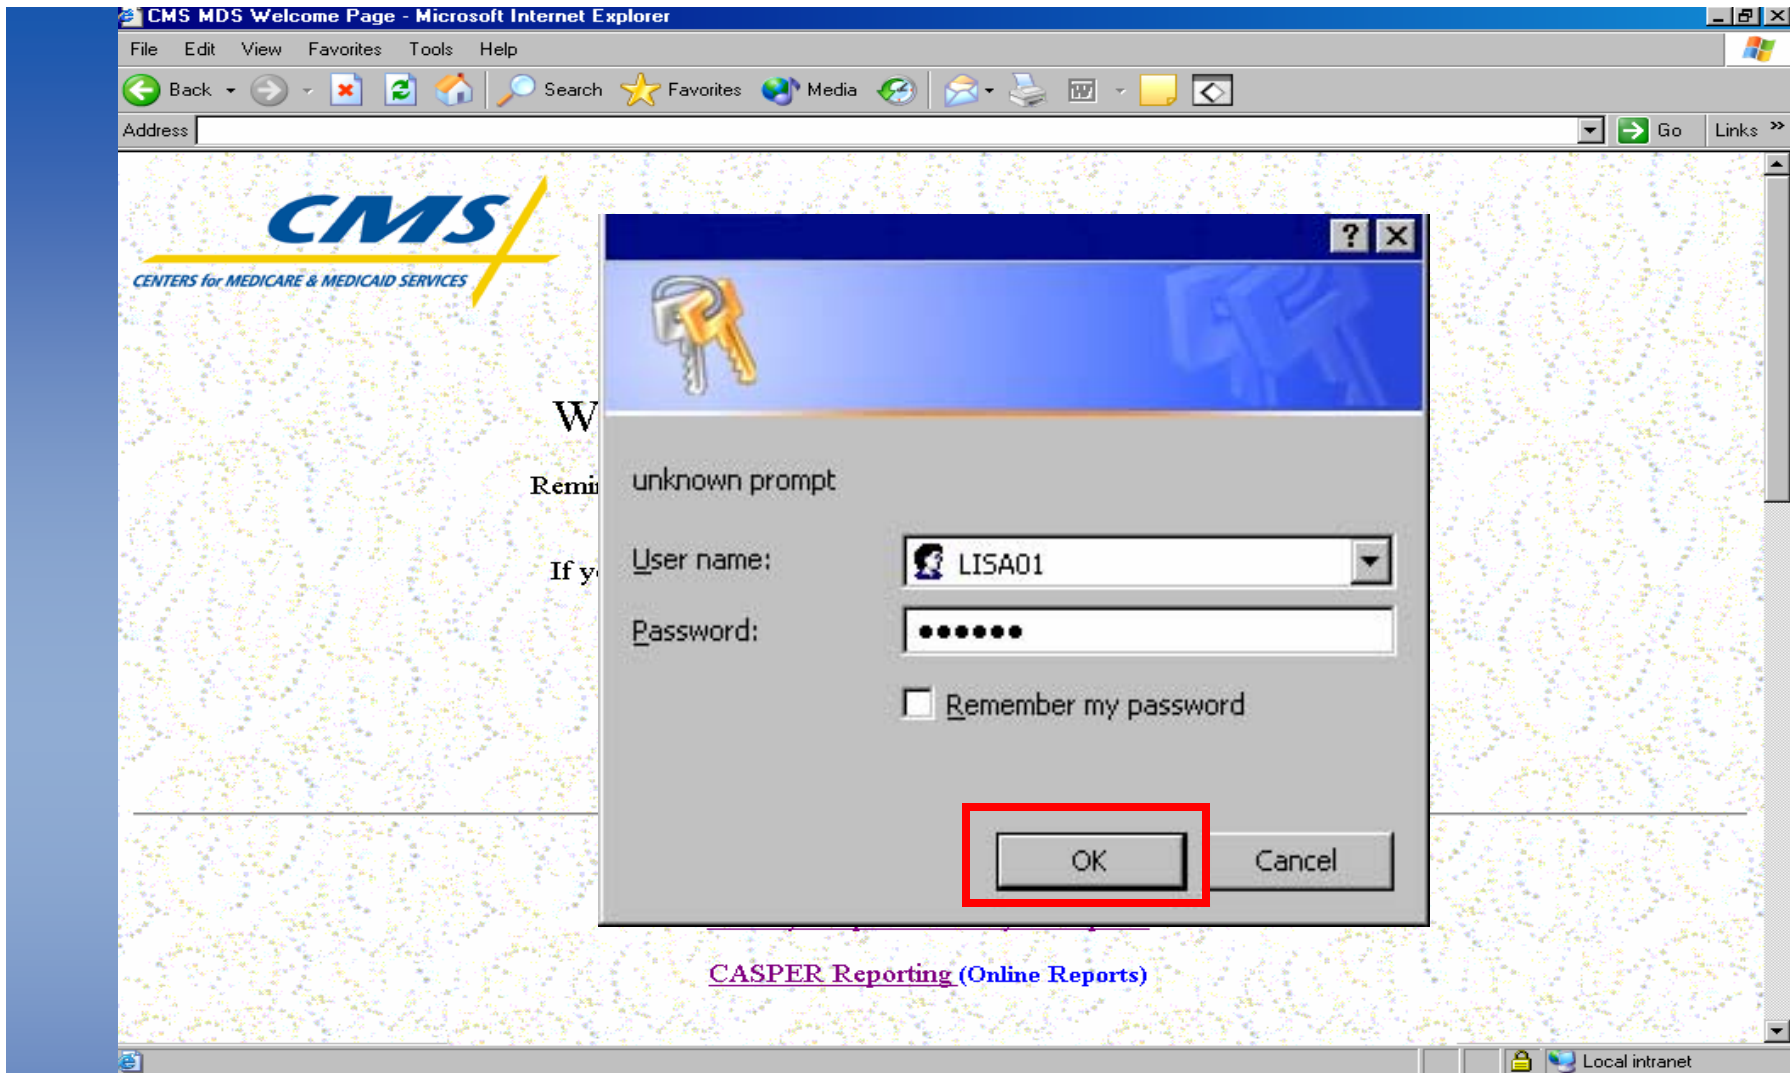 CMS MDS Welcome Page - Microsoft Internet Explorer
File Edit View Favorites Tools Help
Back Search Favorites Media
Address Go Links »
CMS
CENTERS for MEDICARE & MEDICAID SERVICES
W
unknown prompt
Remi
User name: LISA01
If y
Password: ●●●●●●
Remember my password
OK Cancel
CASPER Reporting (Online Reports)
Local intranet